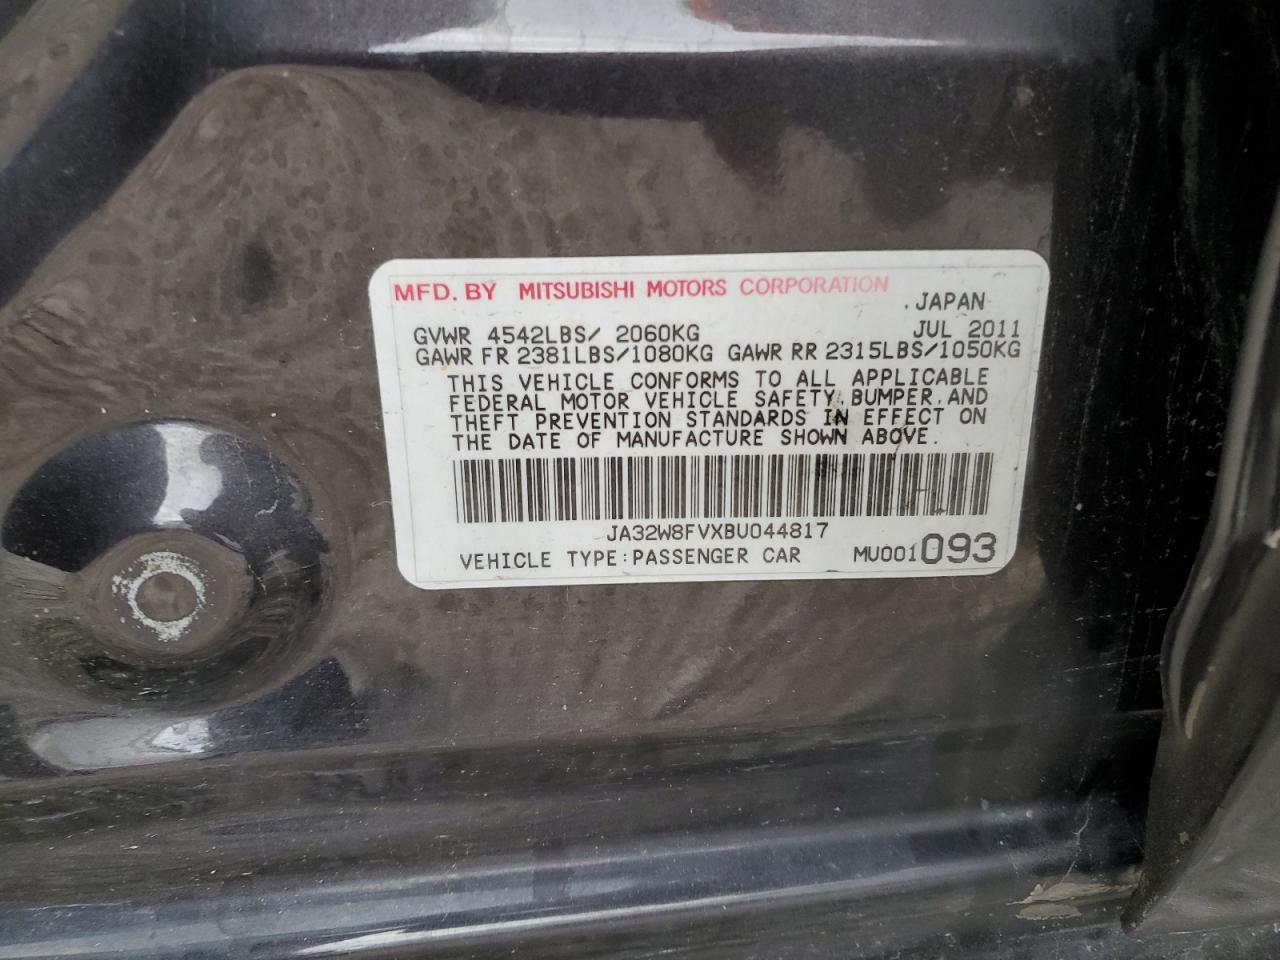 MFD. BY MITSUBISHI MOTORS CORPORATION
JAPAN
GVWR 4542LBS/ 2060KG JUL 2011
GAWR FR 2381LBS/1080KG GAWR RR 2315LBS/1050KG
THIS VEHICLE CONFORMS TO ALL APPLICABLE
FEDERAL MOTOR VEHICLE SAFETY, BUMPER, AND
THEFT PREVENTION STANDARDS IN EFFECT ON
THE DATE OF MANUFACTURE SHOWN ABOVE.
JA32W8FVXBU044817
VEHICLE TYPE:PASSENGER CAR MU001093